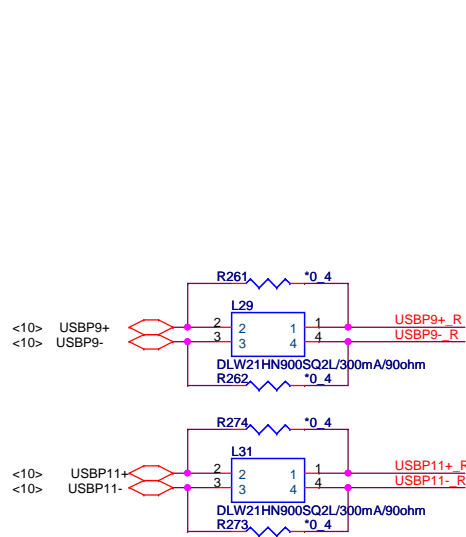 R261 *0_4
L29
<10> USBP9+ 2 2 1 1 USBP9+_R
<10> USBP9- 3 3 4 4 USBP9-_R
DLW21HN900SQ2L/300mA/90ohm
R262 *0_4
R274 *0_4
L31
<10> USBP11+ 2 2 1 1 USBP11+_R
<10> USBP11- 3 3 4 4 USBP11-_R
DLW21HN900SQ2L/300mA/90ohm
R273 *0_4